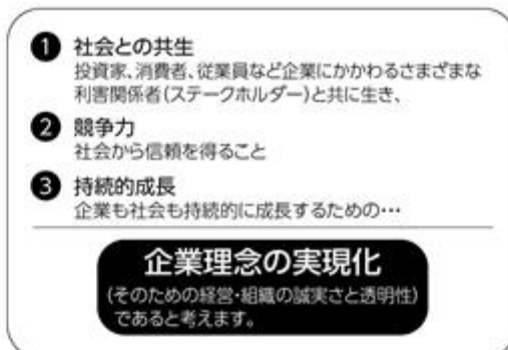 1 社会との共生
投資家、消費者、従業員など企業にかかわるさまざまな
利害関係者(ステークホルダー)と共に生き、
2 競争力
社会から信頼を得ること
3 持続的成長
企業も社会も持続的に成長するための…
企業理念の実現化
(そのための経営・組織の誠実さと透明性)
であると考えます。